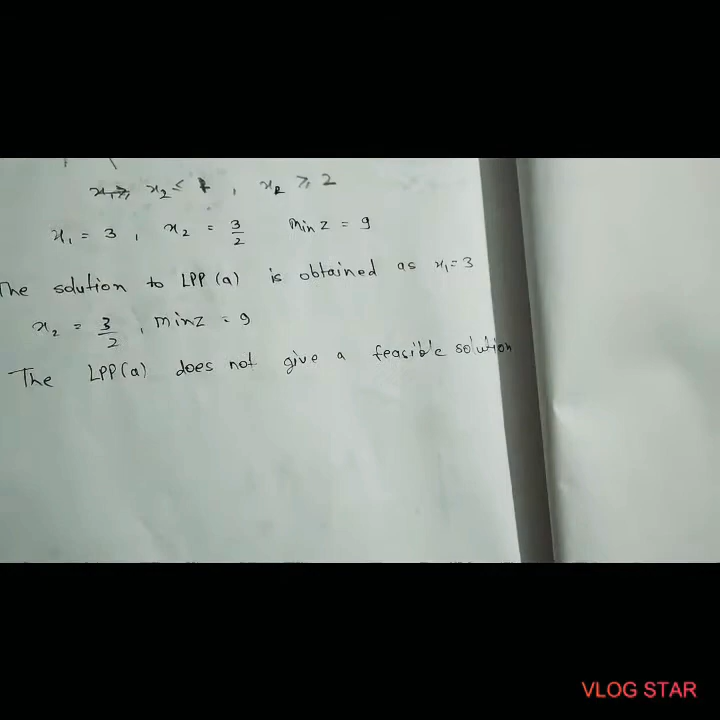 x₂ ≤ 1, x₂ ≥ 2
x₁ = 3, x₂ = 3/2 Min Z = 9
The solution to LPP (a) is obtained as x₁=3
x₂ = 3/2, min z = 9
The LPP(a) does not give a feasible solution
VLOG STAR